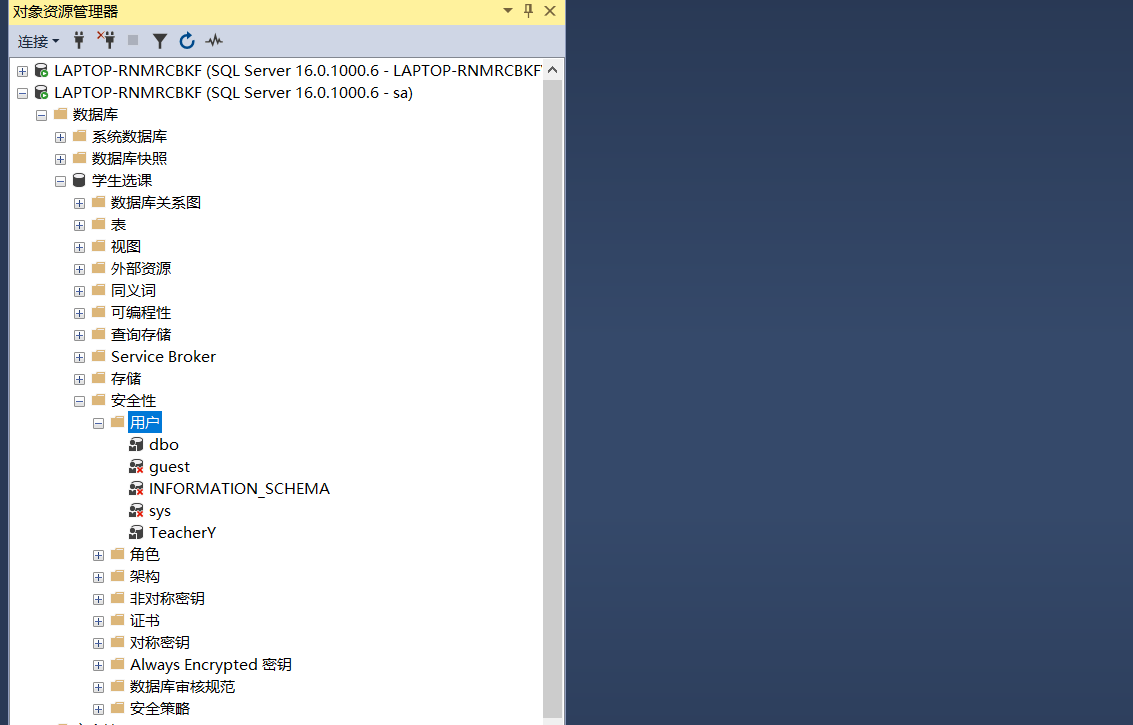 对象资源管理器
连接
LAPTOP-RNMRCBKF (SQL Server 16.0.1000.6 - LAPTOP-RNMRCBKF
LAPTOP-RNMRCBKF (SQL Server 16.0.1000.6 - sa)
数据库
系统数据库
数据库快照
学生选课
数据库关系图
表
视图
外部资源
同义词
可编程性
查询存储
Service Broker
存储
安全性
用户
dbo
guest
INFORMATION_SCHEMA
sys
TeacherY
角色
架构
非对称密钥
证书
对称密钥
Always Encrypted 密钥
数据库审核规范
安全策略